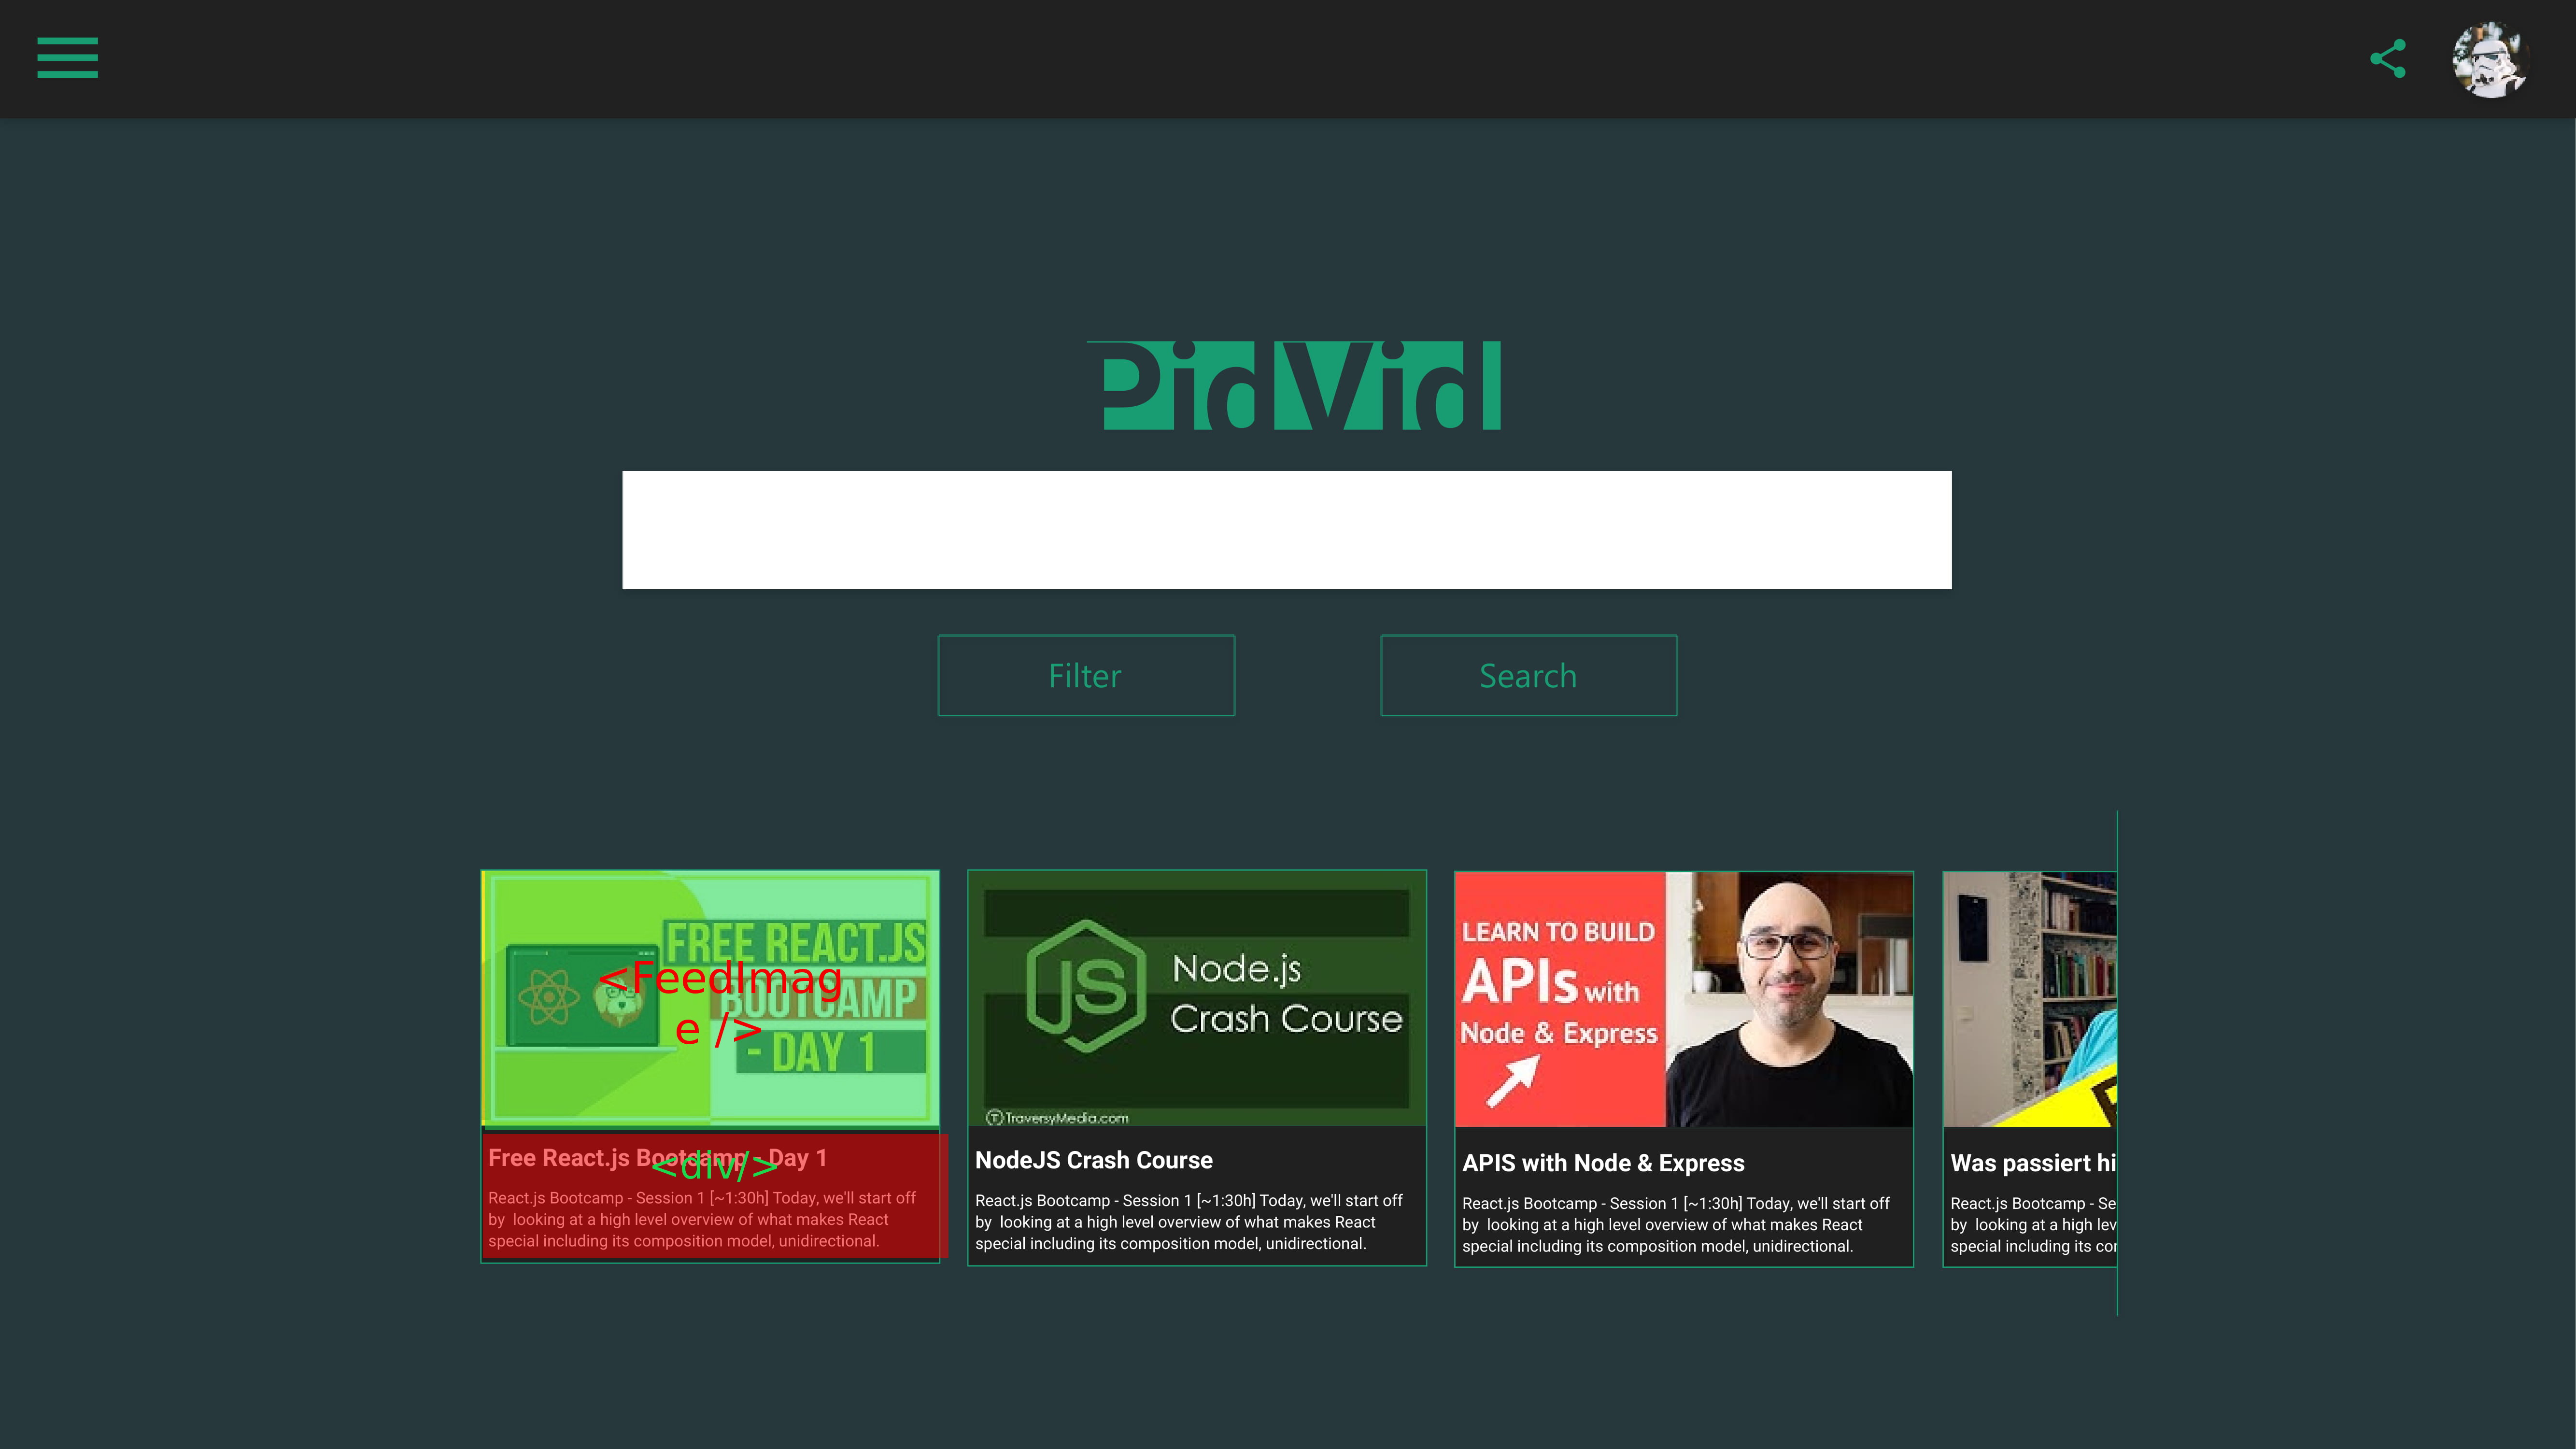 PidVid
Filter
Search
FREE REACT.JS
BOOTCAMP
- DAY 1
<FeedImag
e />
Free React.js Bootcamp - Day 1
<div/>
React.js Bootcamp - Session 1 [~1:30h] Today, we'll start off
by looking at a high level overview of what makes React
special including its composition model, unidirectional.
JS
Node.js
Crash Course
TraversyMedia.com
NodeJS Crash Course
React.js Bootcamp - Session 1 [~1:30h] Today, we'll start off
by looking at a high level overview of what makes React
special including its composition model, unidirectional.
LEARN TO BUILD
APIs with
Node & Express
APIS with Node & Express
React.js Bootcamp - Session 1 [~1:30h] Today, we'll start off
by looking at a high level overview of what makes React
special including its composition model, unidirectional.
Was passiert hi
React.js Bootcamp - Se
by looking at a high lev
special including its cor